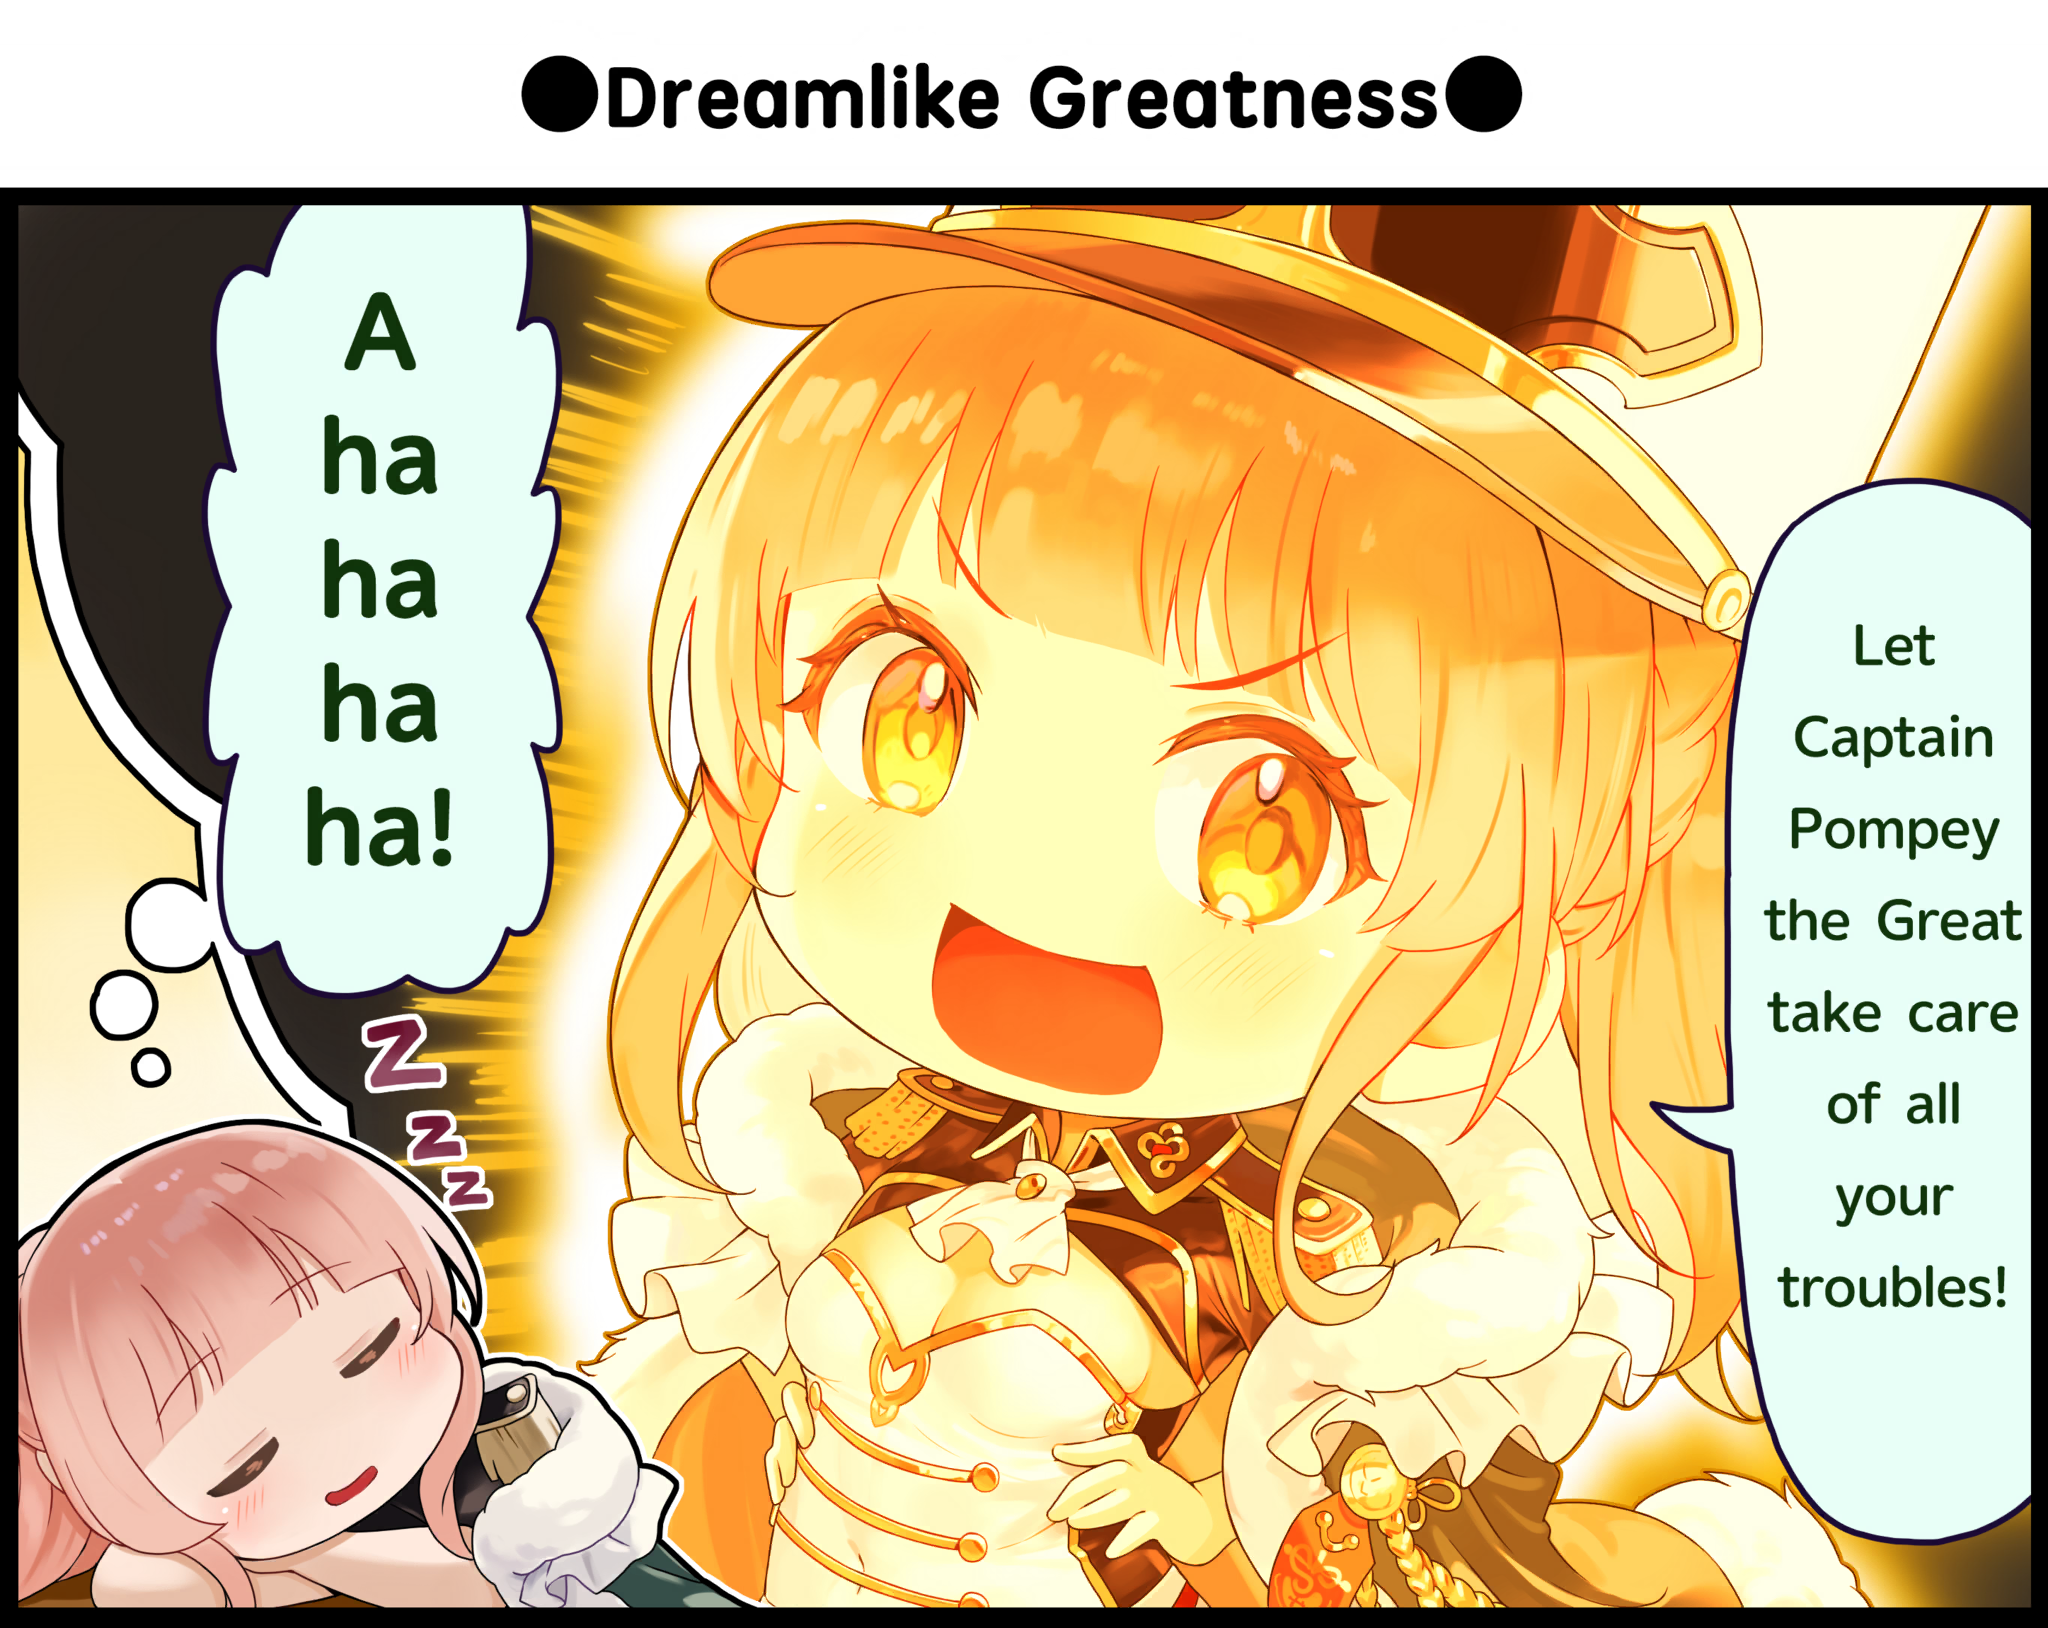 ●Dreamlike Greatness●
A
ha
ha
ha
ha!
Let
Captain
Pompey
the Great
take care
of all
your
troubles!
Z
Z
Z